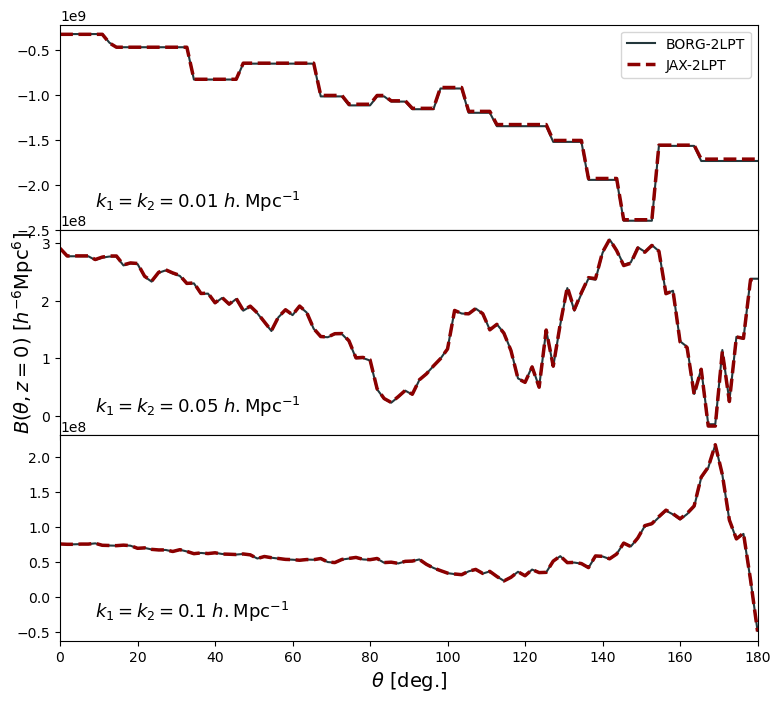 1e9
BORG-2LPT
JAX-2LPT
−0.5
−1.0
−1.5
−2.0
−2.5
k₁ = k₂ = 0.01 h.Mpc⁻¹
1e8
3
2
1
0
k₁ = k₂ = 0.05 h.Mpc⁻¹
B(θ, z = 0) [h⁻⁶Mpc⁶]
1e8
2.0
1.5
1.0
0.5
0.0
−0.5
k₁ = k₂ = 0.1 h.Mpc⁻¹
0 20 40 60 80 100 120 140 160 180
θ [deg.]